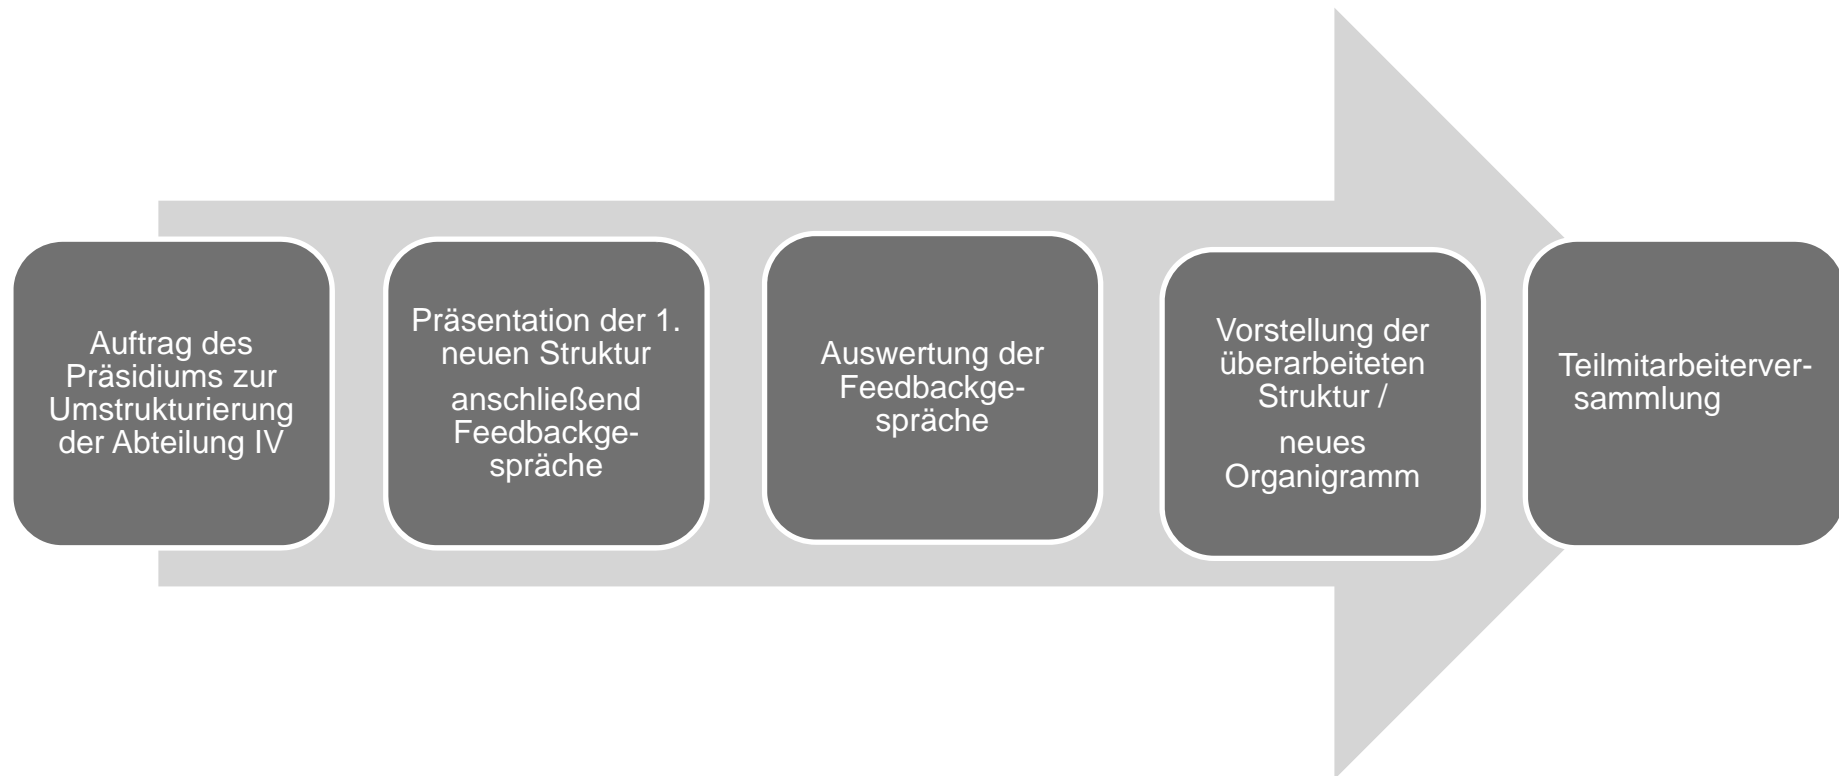 Auftrag des
Präsidiums zur
Umstrukturierung
der Abteilung IV
Präsentation der 1.
neuen Struktur
anschließend
Feedbackge-
spräche
Auswertung der
Feedbackge-
spräche
Vorstellung der
überarbeiteten
Struktur /
neues
Organigramm
Teilmitarbeiterver-
sammlung